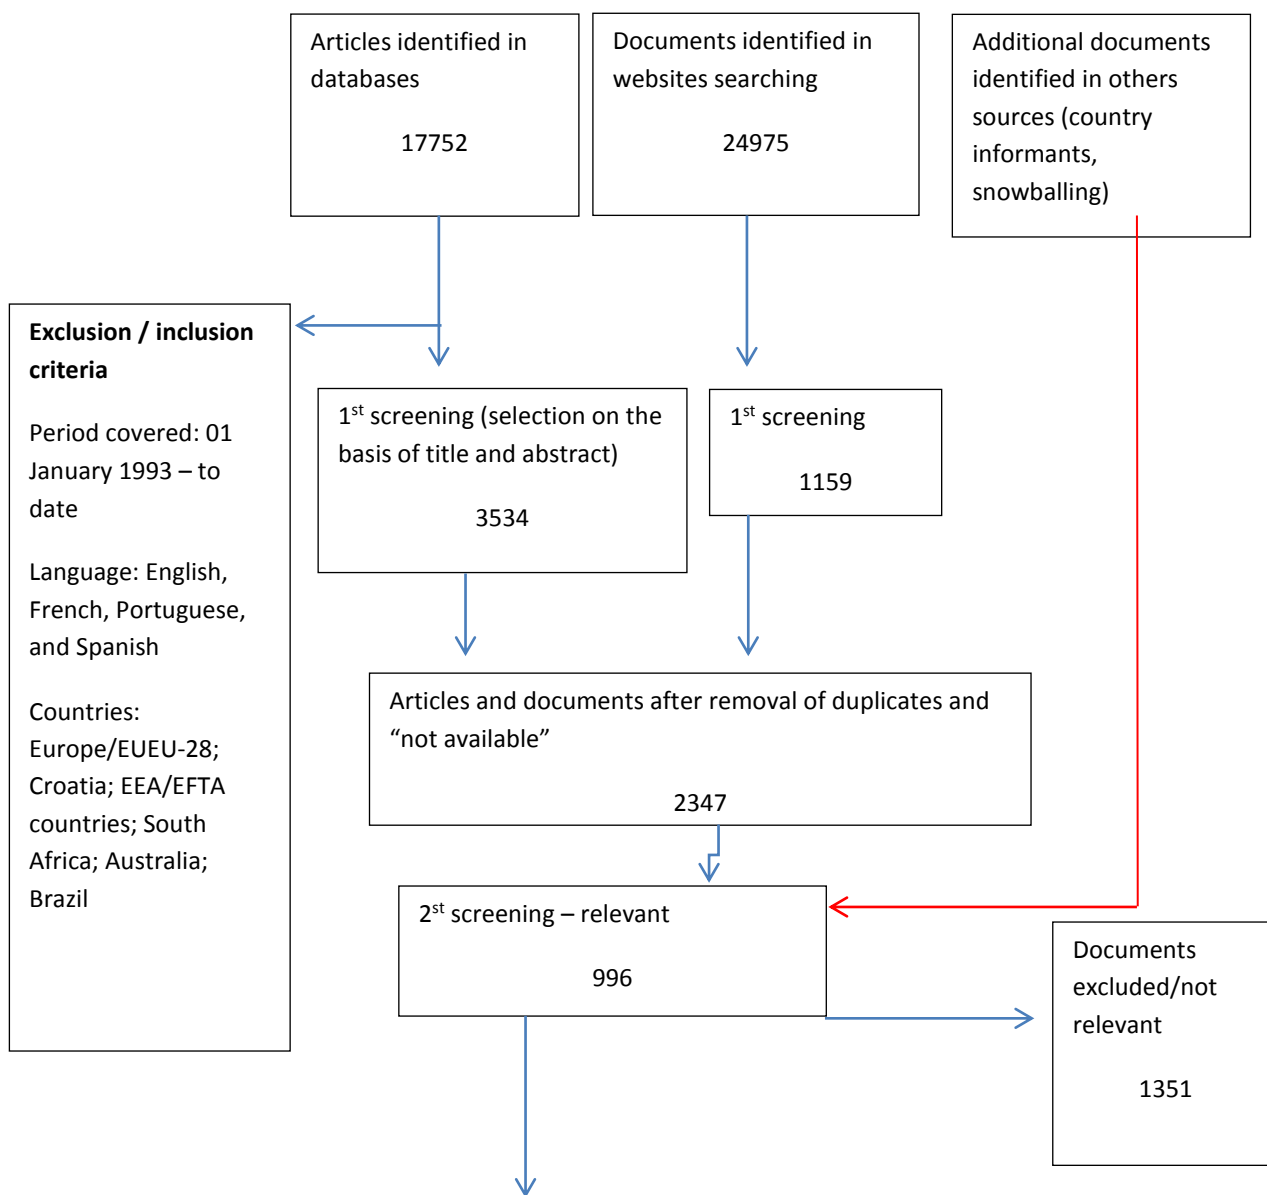 Articles identified in
databases
17752
Documents identified in
websites searching
24975
Additional documents
identified in others
sources (country
informants,
snowballing)
Exclusion / inclusion
criteria
Period covered: 01
January 1993 – to
date
Language: English,
French, Portuguese,
and Spanish
Countries:
Europe/EUEU-28;
Croatia; EEA/EFTA
countries; South
Africa; Australia;
Brazil
1st screening (selection on the
basis of title and abstract)
3534
1st screening
1159
Articles and documents after removal of duplicates and
“not available”
2347
2st screening – relevant
996
Documents
excluded/not
relevant
1351